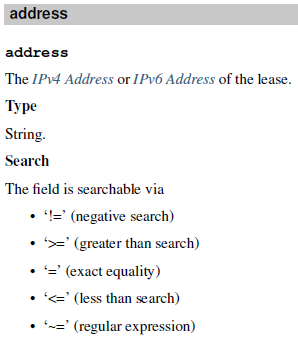 address
address
The IPv4 Address or IPv6 Address of the lease.
Type
String.
Search
The field is searchable via
• ‘!=’ (negative search)
• ‘>=’ (greater than search)
• ‘=’ (exact equality)
• ‘<=’ (less than search)
• ‘~=’ (regular expression)